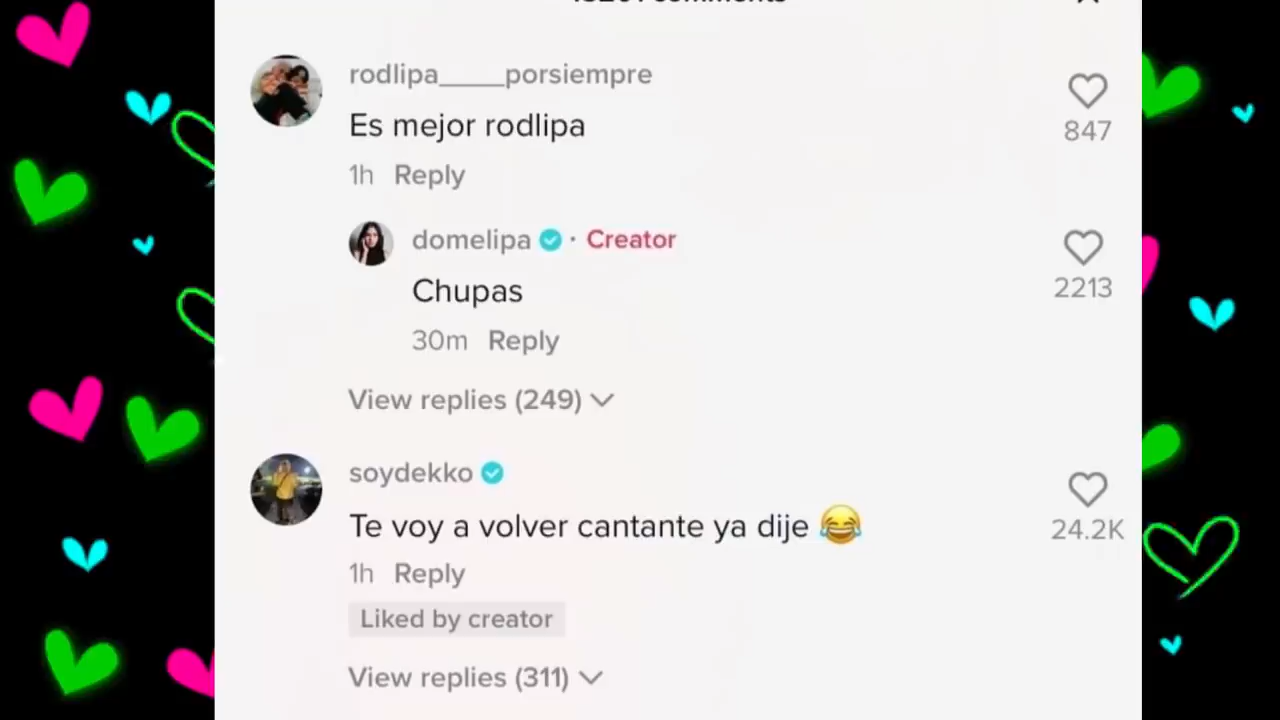 rodlipa_____porsiempre
Es mejor rodlipa
847
1h Reply
domelipa · Creator
Chupas
2213
30m Reply
View replies (249)
soydekko
Te voy a volver cantante ya dije 😂
24.2K
1h Reply
Liked by creator
View replies (311)